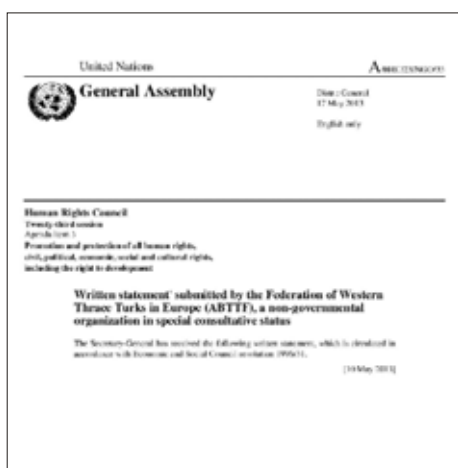 United Nations
A/HRC/23/NGO/
General Assembly
Distr.: General
17 May 2013
English only
Human Rights Council
Twenty-third session
Agenda item 3
Promotion and protection of all human rights,
civil, political, economic, social and cultural rights,
including the right to development
Written statement* submitted by the Federation of Western
Thrace Turks in Europe (ABTTF), a non-governmental
organization in special consultative status
The Secretary-General has received the following written statement, which is circulated in
accordance with Economic and Social Council resolution 1996/31.
[10 May 2013]